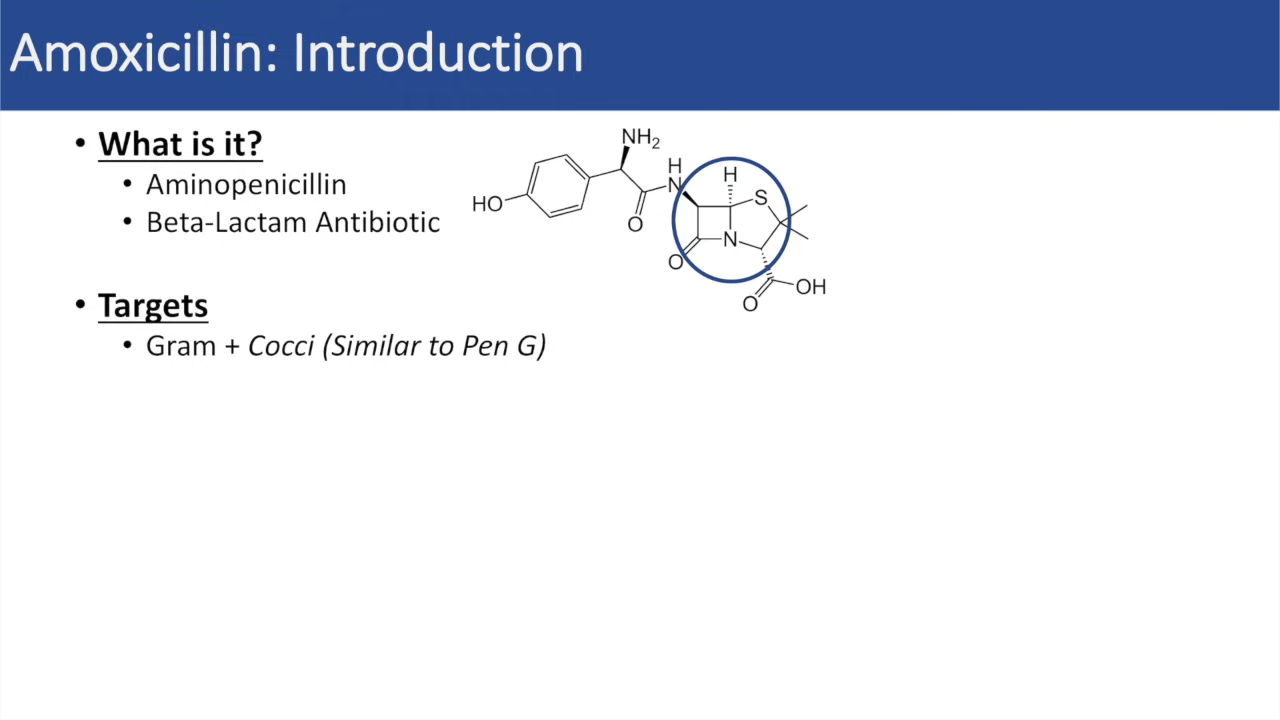 Amoxicillin: Introduction
• What is it?
• Aminopenicillin
• Beta-Lactam Antibiotic
NH2
H
N
H
S
HO
O
N
O
O
OH
• Targets
• Gram + Cocci (Similar to Pen G)